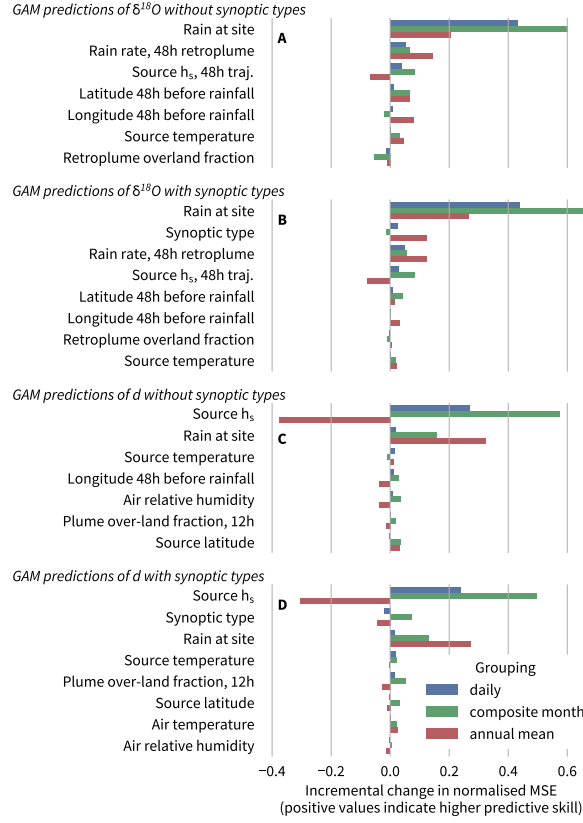 GAM predictions of δ¹⁸O without synoptic types
A
Rain at site
Rain rate, 48h retroplume
Source hₛ, 48h traj.
Latitude 48h before rainfall
Longitude 48h before rainfall
Source temperature
Retroplume overland fraction
GAM predictions of δ¹⁸O with synoptic types
B
Rain at site
Synoptic type
Rain rate, 48h retroplume
Source hₛ, 48h traj.
Latitude 48h before rainfall
Longitude 48h before rainfall
Retroplume overland fraction
Source temperature
GAM predictions of d without synoptic types
Source hₛ
Rain at site
C
Source temperature
Longitude 48h before rainfall
Air relative humidity
Plume over-land fraction, 12h
Source latitude
GAM predictions of d with synoptic types
Source hₛ
D
Synoptic type
Rain at site
Source temperature
Plume over-land fraction, 12h
Source latitude
Air temperature
Air relative humidity
Grouping
daily
composite month
annual mean
−0.4 −0.2 0.0 0.2 0.4 0.6
Incremental change in normalised MSE
(positive values indicate higher predictive skill)